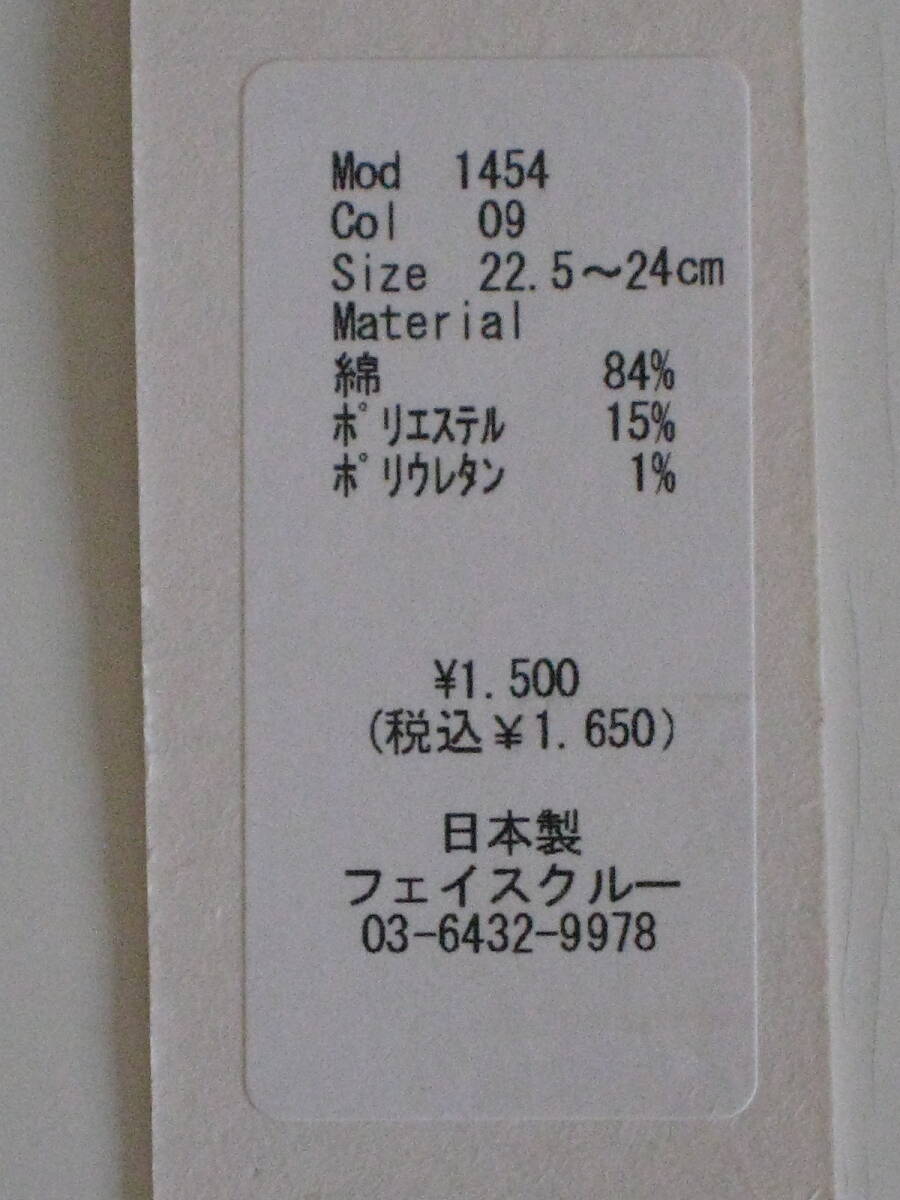 Mod 1454
Col 09
Size 22.5～24cm
Material
綿 84%
ﾎﾟﾘｴｽﾃﾙ 15%
ﾎﾟﾘｳﾚﾀﾝ 1%
¥1.500
(税込¥1.650)
日本製
フェイスクルー
03-6432-9978